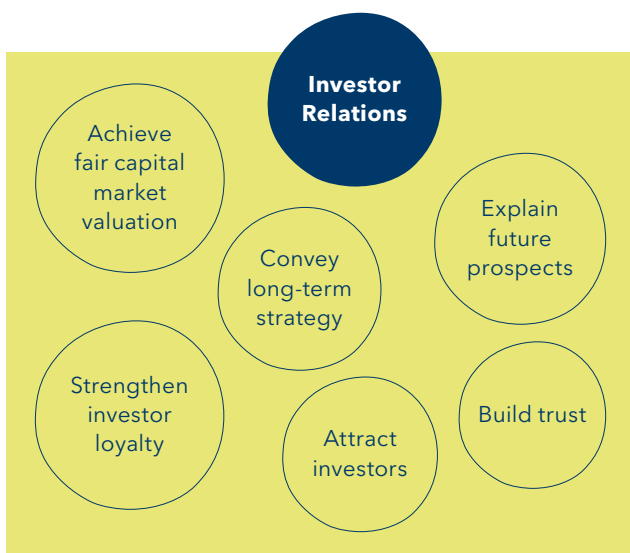 Investor
Relations
Achieve
fair capital
market
valuation
Explain
future
prospects
Convey
long-term
strategy
Strengthen
investor
loyalty
Attract
investors
Build trust